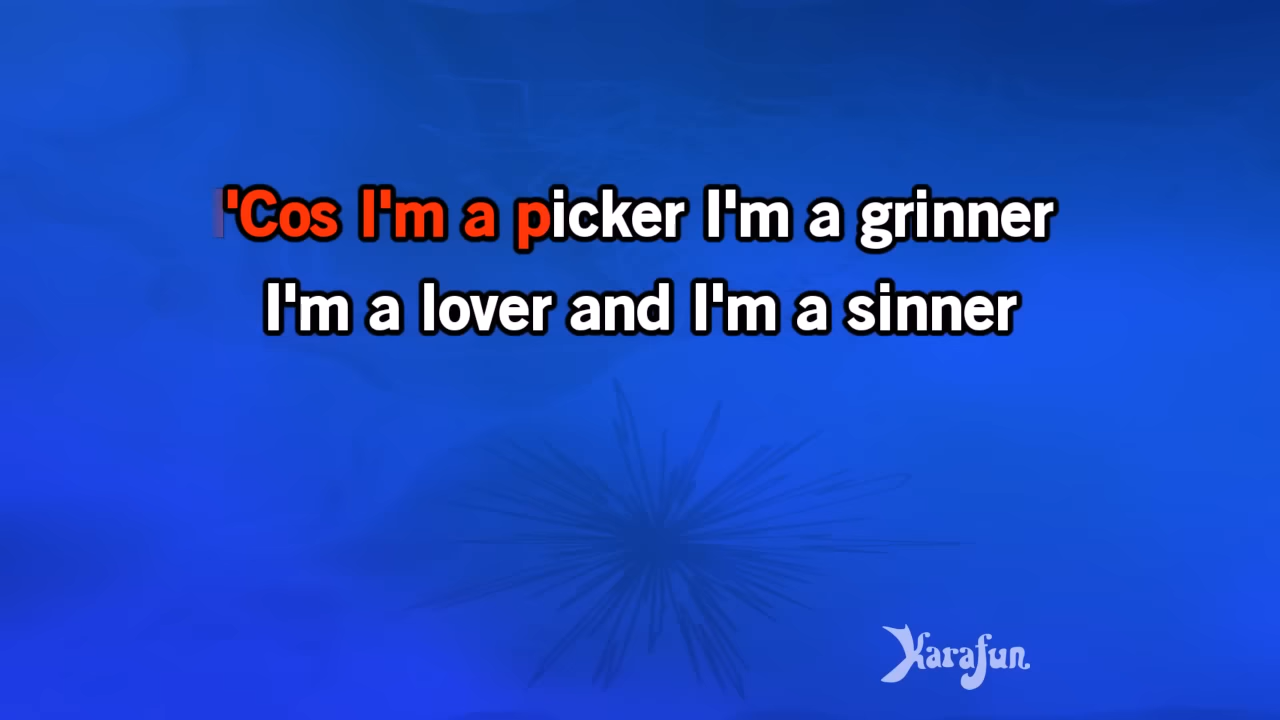 'Cos I'm a picker I'm a grinner
I'm a lover and I'm a sinner
Karafun